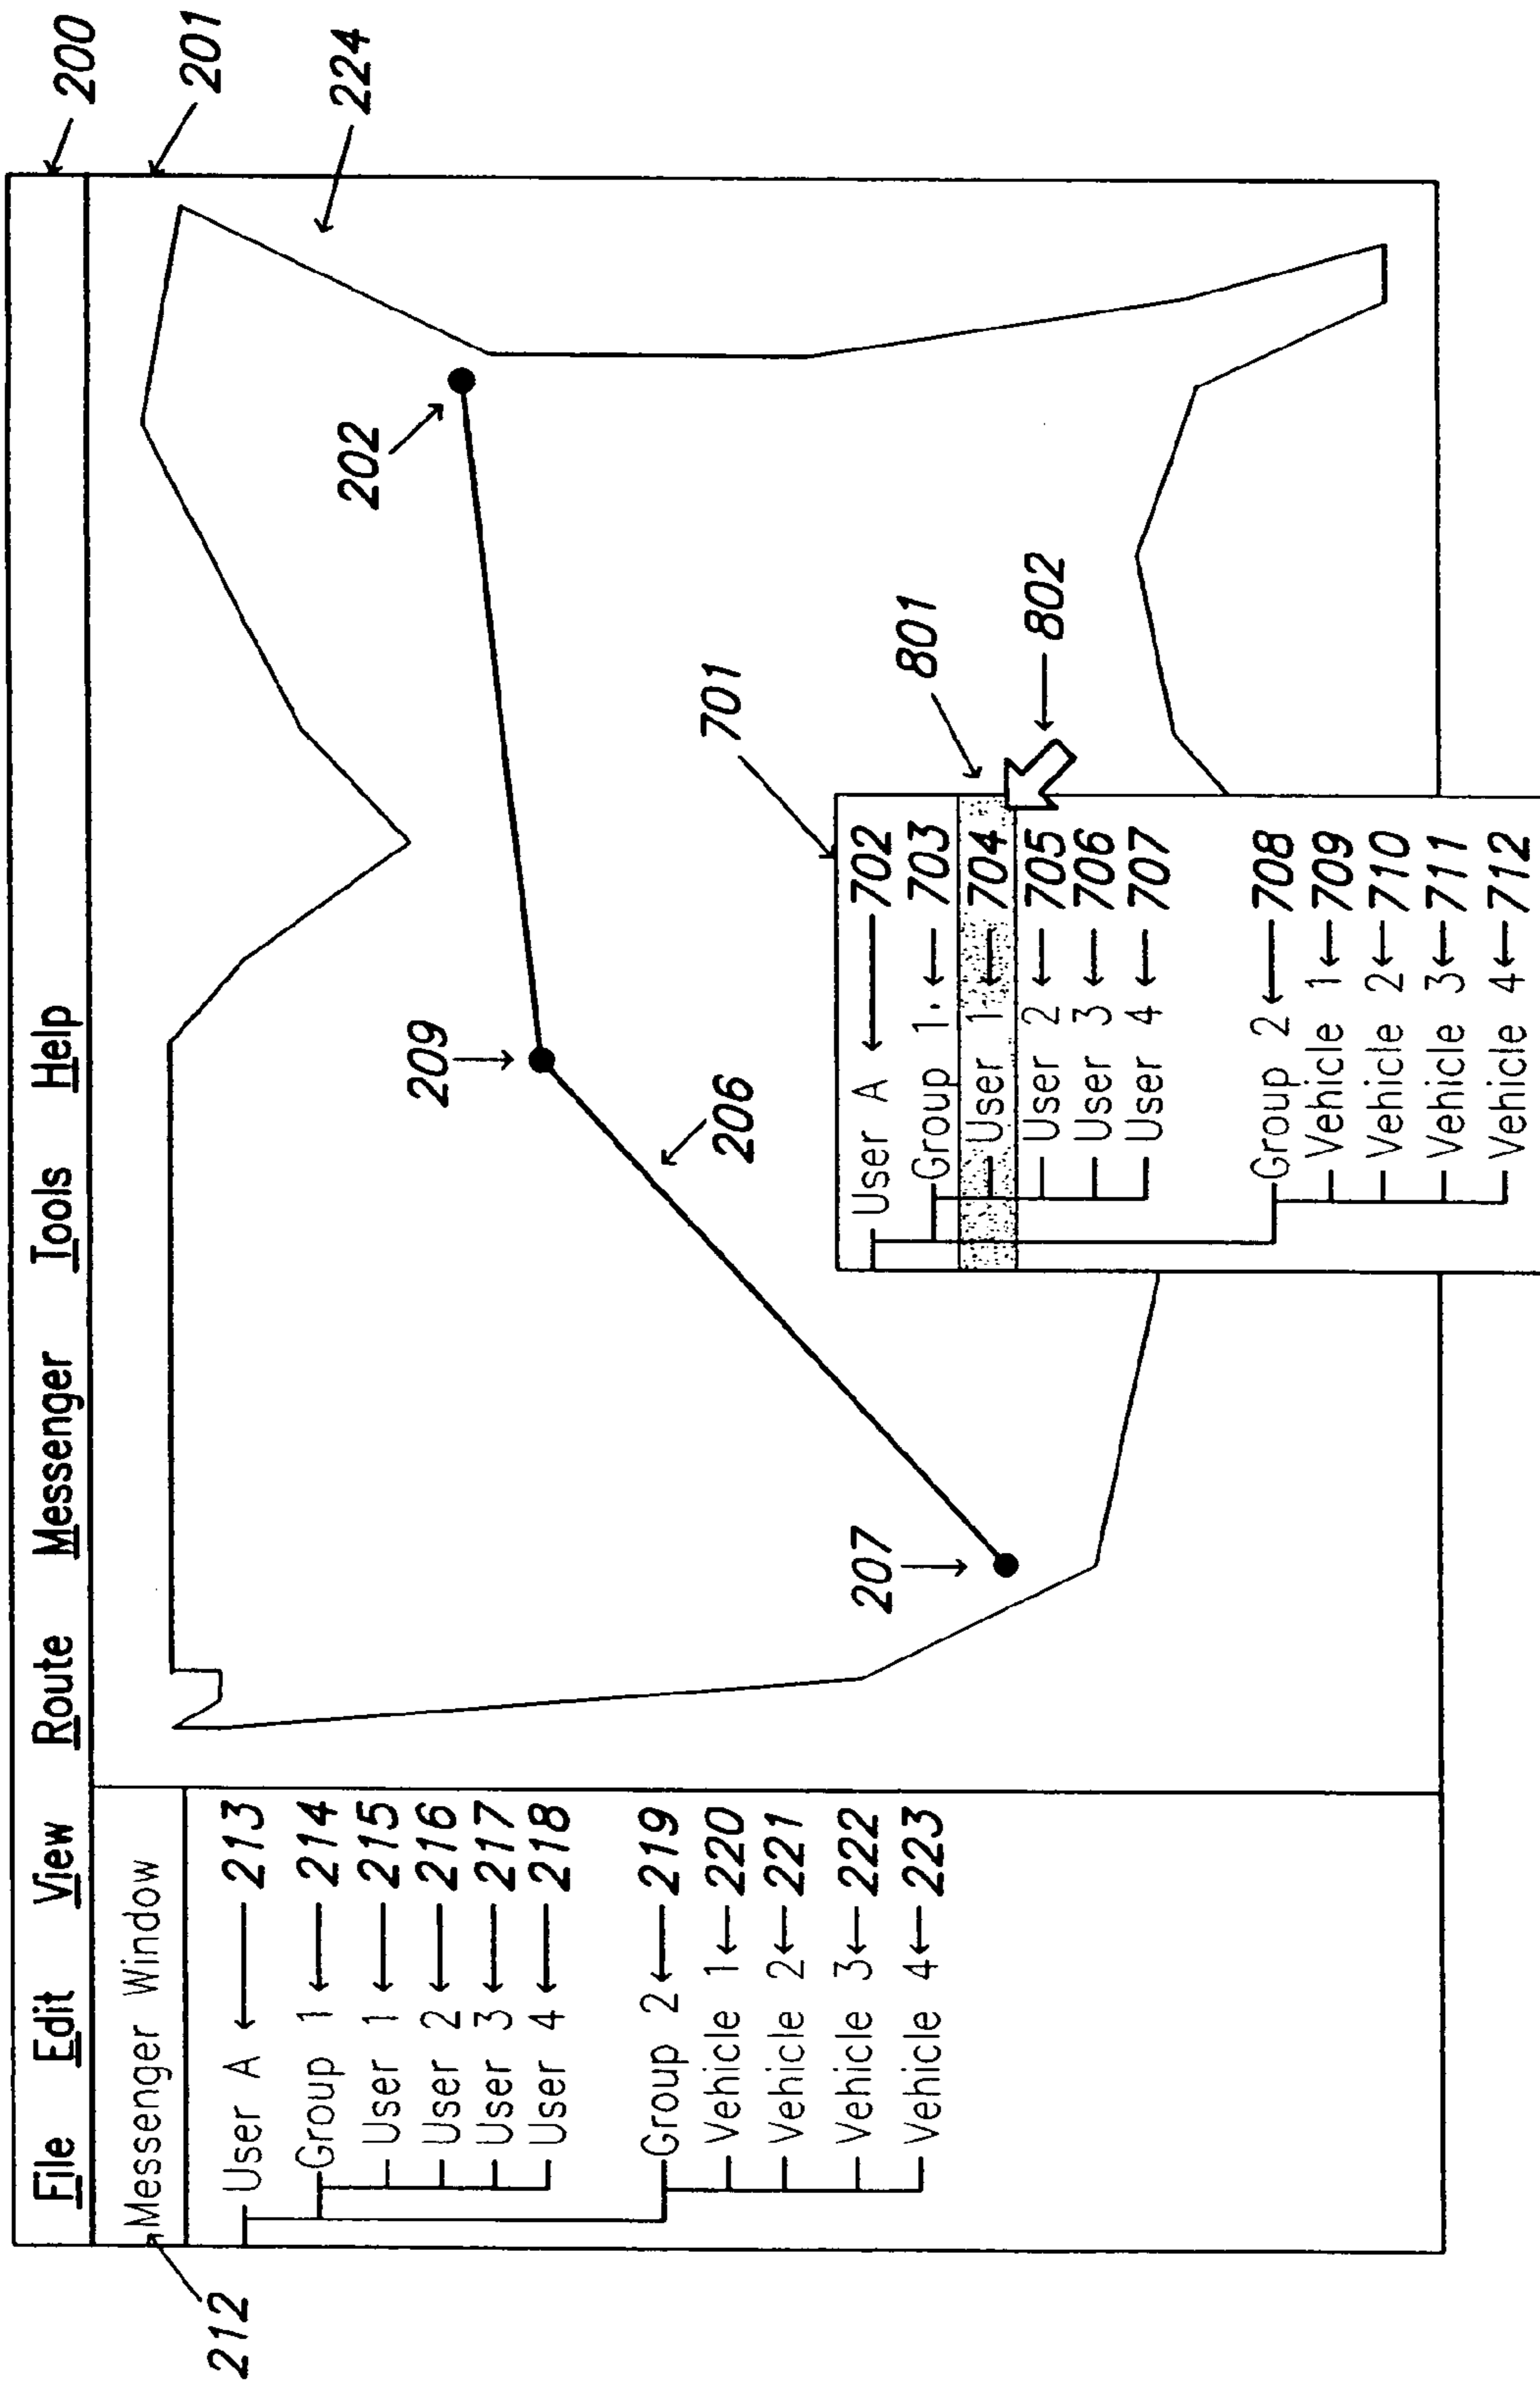 File Edit View Route Messenger Tools Help
200
201
224
212
Messenger Window
User A 213
Group 1 214
User 1 215
User 2 216
User 3 217
User 4 218
Group 2 219
Vehicle 1 220
Vehicle 2 221
Vehicle 3 222
Vehicle 4 223
202
209
206
207
701
801
802
User A 702
Group 1 703
User 1 704
User 2 705
User 3 706
User 4 707
Group 2 708
Vehicle 1 709
Vehicle 2 710
Vehicle 3 711
Vehicle 4 712